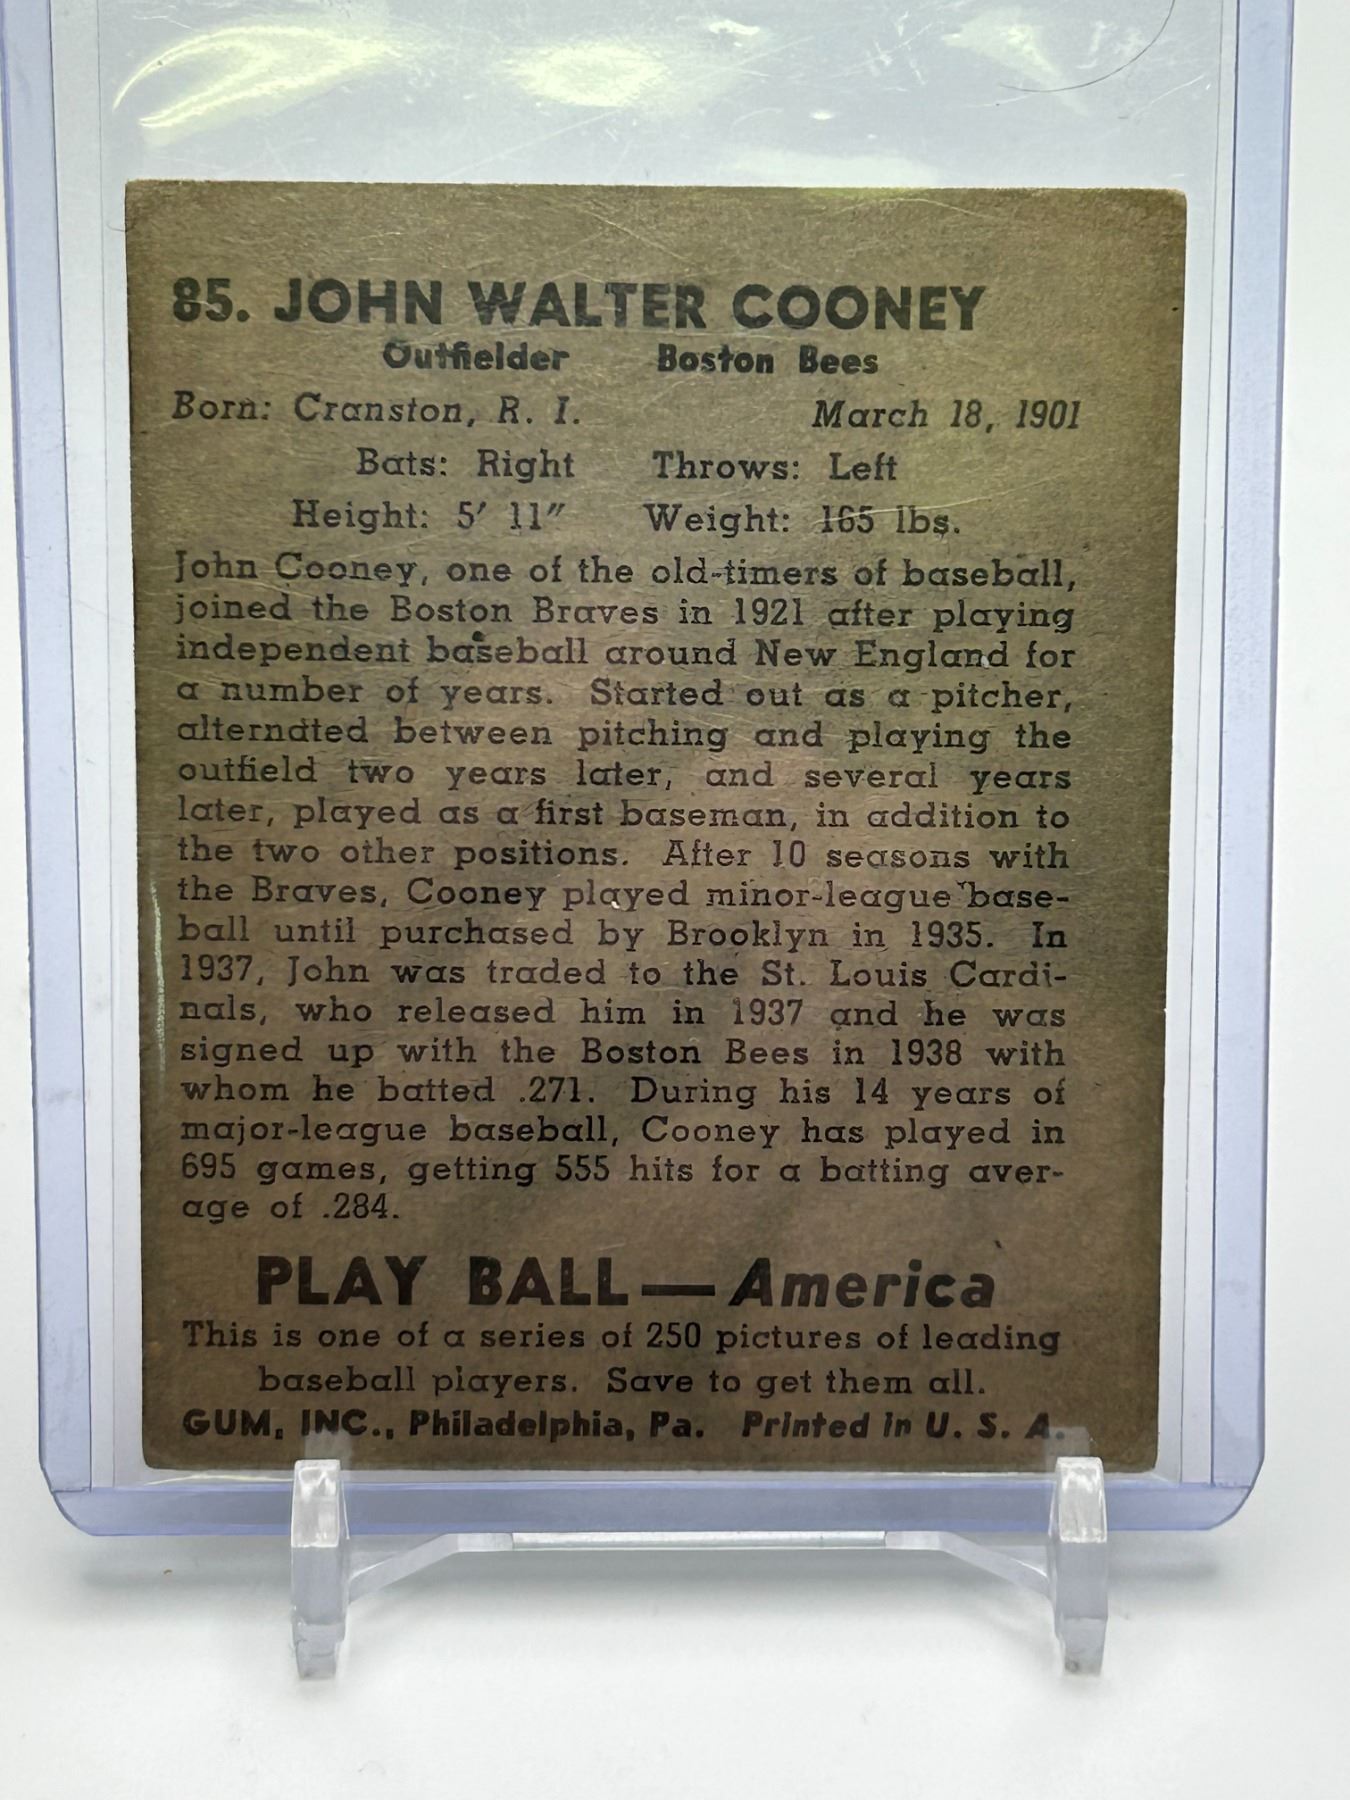 85. JOHN WALTER COONEY
Outfielder Boston Bees
Born: Cranston, R. I. March 18, 1901
Bats: Right Throws: Left
Height: 5' 11" Weight: 165 lbs.
John Cooney, one of the old-timers of baseball,
joined the Boston Braves in 1921 after playing
independent baseball around New England for
a number of years. Started out as a pitcher,
alternated between pitching and playing the
outfield two years later, and several years
later, played as a first baseman, in addition to
the two other positions. After 10 seasons with
the Braves, Cooney played minor-league base-
ball until purchased by Brooklyn in 1935. In
1937, John was traded to the St. Louis Cardi-
nals, who released him in 1937 and he was
signed up with the Boston Bees in 1938 with
whom he batted .271. During his 14 years of
major-league baseball, Cooney has played in
695 games, getting 555 hits for a batting aver-
age of .284.
PLAY BALL—America
This is one of a series of 250 pictures of leading
baseball players. Save to get them all.
GUM, INC., Philadelphia, Pa. Printed in U. S. A.